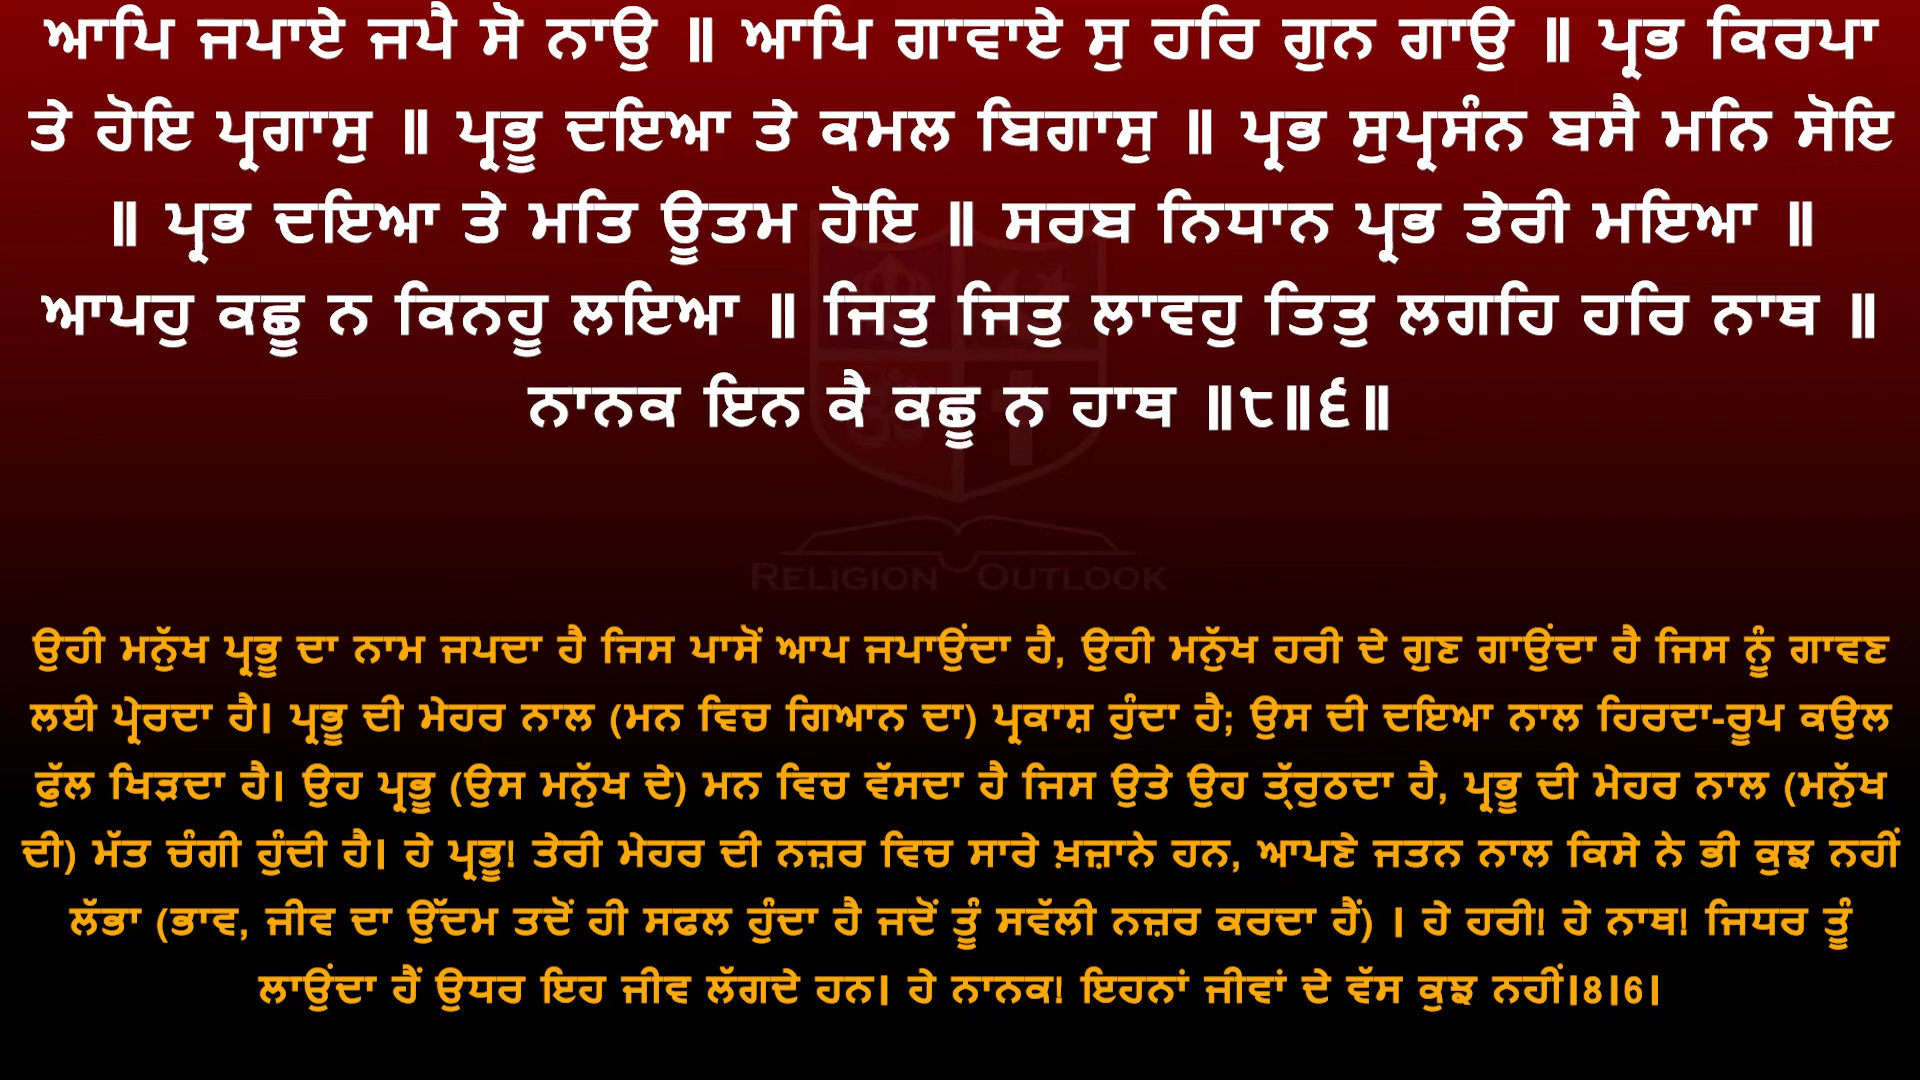 ਆਪਿ ਜਪਾਏ ਜਪੈ ਸੋ ਨਾਉ ॥ ਆਪਿ ਗਾਵਾਏ ਸੁ ਹਰਿ ਗੁਨ ਗਾਉ ॥ ਪ੍ਰਭ ਕਿਰਪਾ
ਤੇ ਹੋਇ ਪ੍ਰਗਾਸੁ ॥ ਪ੍ਰਭੂ ਦਇਆ ਤੇ ਕਮਲ ਬਿਗਾਸੁ ॥ ਪ੍ਰਭ ਸੁਪ੍ਰਸੰਨ ਬਸੈ ਮਨਿ ਸੋਇ
॥ ਪ੍ਰਭ ਦਇਆ ਤੇ ਮਤਿ ਊਤਮ ਹੋਇ ॥ ਸਰਬ ਨਿਧਾਨ ਪ੍ਰਭ ਤੇਰੀ ਮਇਆ ॥
ਆਪਹੁ ਕਛੂ ਨ ਕਿਨਹੂ ਲਇਆ ॥ ਜਿਤੁ ਜਿਤੁ ਲਾਵਹੁ ਤਿਤੁ ਲਗਹਿ ਹਰਿ ਨਾਥ ॥
ਨਾਨਕ ਇਨ ਕੈ ਕਛੂ ਨ ਹਾਥ ॥੮॥੬॥
RELIGION OUTLOOK
ਉਹੀ ਮਨੁੱਖ ਪ੍ਰਭੂ ਦਾ ਨਾਮ ਜਪਦਾ ਹੈ ਜਿਸ ਪਾਸੋਂ ਆਪ ਜਪਾਉਂਦਾ ਹੈ, ਉਹੀ ਮਨੁੱਖ ਹਰੀ ਦੇ ਗੁਣ ਗਾਉਂਦਾ ਹੈ ਜਿਸ ਨੂੰ ਗਾਵਣ
ਲਈ ਪ੍ਰੇਰਦਾ ਹੈ। ਪ੍ਰਭੂ ਦੀ ਮੇਹਰ ਨਾਲ (ਮਨ ਵਿਚ ਗਿਆਨ ਦਾ) ਪ੍ਰਕਾਸ਼ ਹੁੰਦਾ ਹੈ; ਉਸ ਦੀ ਦਇਆ ਨਾਲ ਹਿਰਦਾ-ਰੂਪ ਕਉਲ
ਫੁੱਲ ਖਿੜਦਾ ਹੈ। ਉਹ ਪ੍ਰਭੂ (ਉਸ ਮਨੁੱਖ ਦੇ) ਮਨ ਵਿਚ ਵੱਸਦਾ ਹੈ ਜਿਸ ਉਤੇ ਉਹ ਤ੍ਰੁੱਠਦਾ ਹੈ, ਪ੍ਰਭੂ ਦੀ ਮੇਹਰ ਨਾਲ (ਮਨੁੱਖ
ਦੀ) ਮੱਤ ਚੰਗੀ ਹੁੰਦੀ ਹੈ। ਹੇ ਪ੍ਰਭੂ! ਤੇਰੀ ਮੇਹਰ ਦੀ ਨਜ਼ਰ ਵਿਚ ਸਾਰੇ ਖ਼ਜ਼ਾਨੇ ਹਨ, ਆਪਣੇ ਜਤਨ ਨਾਲ ਕਿਸੇ ਨੇ ਭੀ ਕੁਝ ਨਹੀਂ
ਲੱਭਾ (ਭਾਵ, ਜੀਵ ਦਾ ਉੱਦਮ ਤਦੋਂ ਹੀ ਸਫਲ ਹੁੰਦਾ ਹੈ ਜਦੋਂ ਤੂੰ ਸਵੱਲੀ ਨਜ਼ਰ ਕਰਦਾ ਹੈਂ) । ਹੇ ਹਰੀ! ਹੇ ਨਾਥ! ਜਿਧਰ ਤੂੰ
ਲਾਉਂਦਾ ਹੈਂ ਉਧਰ ਇਹ ਜੀਵ ਲੱਗਦੇ ਹਨ। ਹੇ ਨਾਨਕ! ਇਹਨਾਂ ਜੀਵਾਂ ਦੇ ਵੱਸ ਕੁਝ ਨਹੀਂ।8।6।